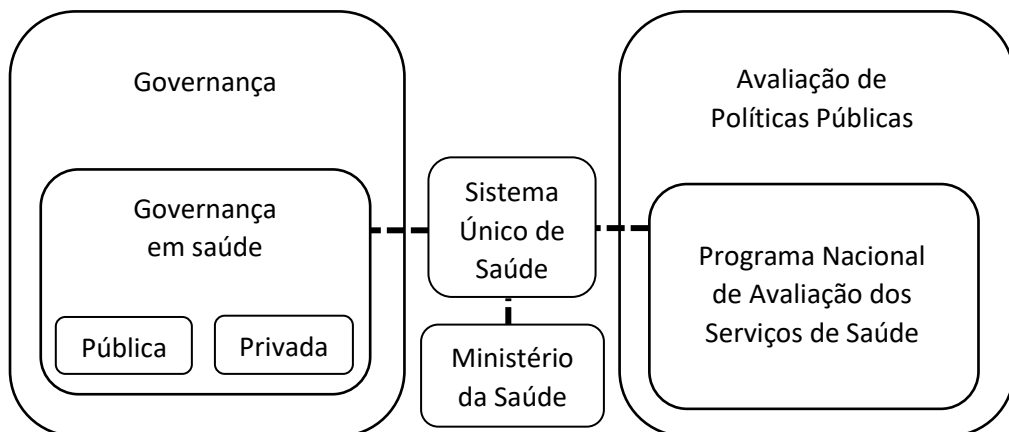 Governança
Governança
em saúde
Pública
Privada
Sistema
Único de
Saúde
Ministério
da Saúde
Avaliação de
Políticas Públicas
Programa Nacional
de Avaliação dos
Serviços de Saúde